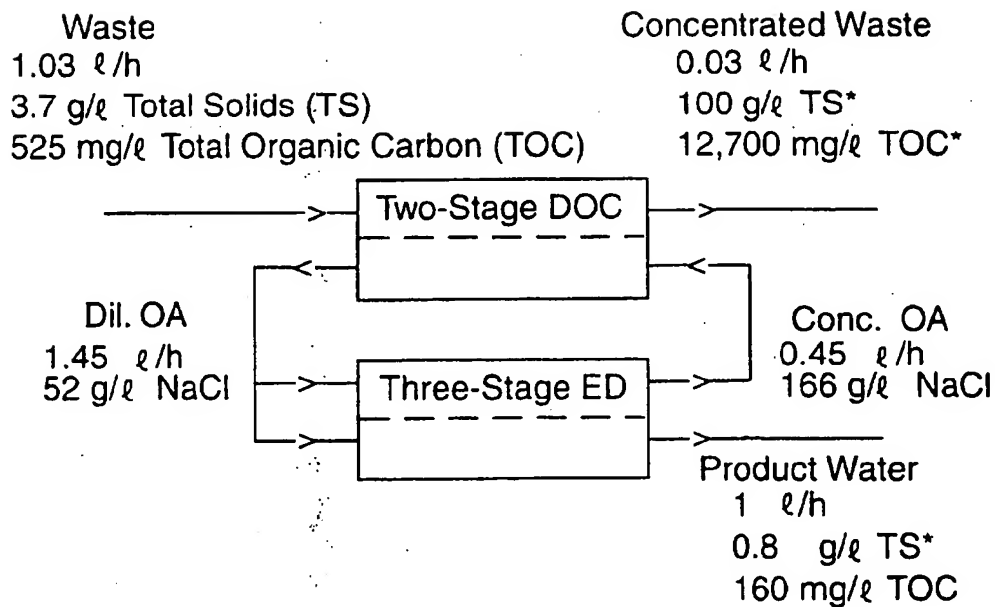 Waste
1.03 ℓ/h
3.7 g/ℓ Total Solids (TS)
525 mg/ℓ Total Organic Carbon (TOC)
Concentrated Waste
0.03 ℓ/h
100 g/ℓ TS*
12,700 mg/ℓ TOC*
Two-Stage DOC
Dil. OA
1.45 ℓ/h
52 g/ℓ NaCl
Conc. OA
0.45 ℓ/h
166 g/ℓ NaCl
Three-Stage ED
Product Water
1 ℓ/h
0.8 g/ℓ TS*
160 mg/ℓ TOC